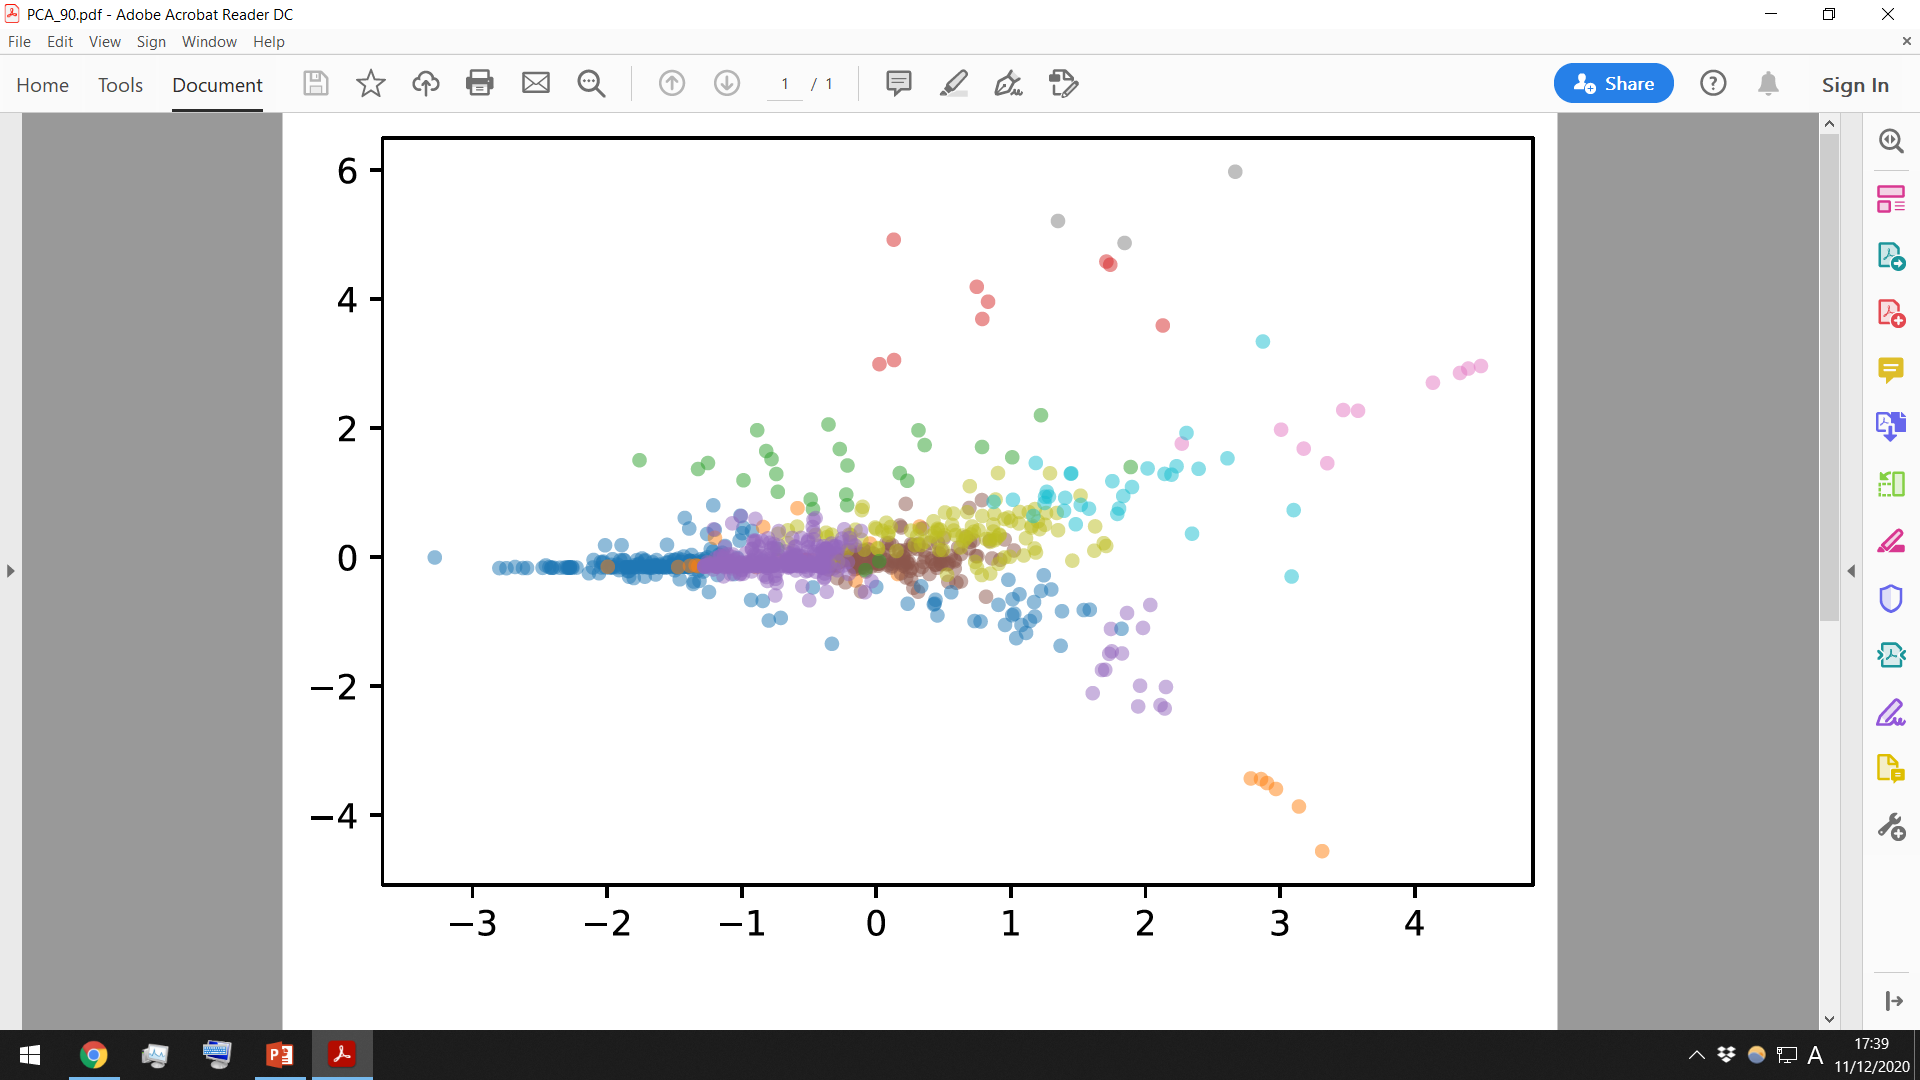 PCA_90.pdf - Adobe Acrobat Reader DC
File Edit View Sign Window Help
Home Tools Document 1 / 1 Share Sign In
6
4
2
0
−2
−4
−3 −2 −1 0 1 2 3 4
A 17:39
11/12/2020